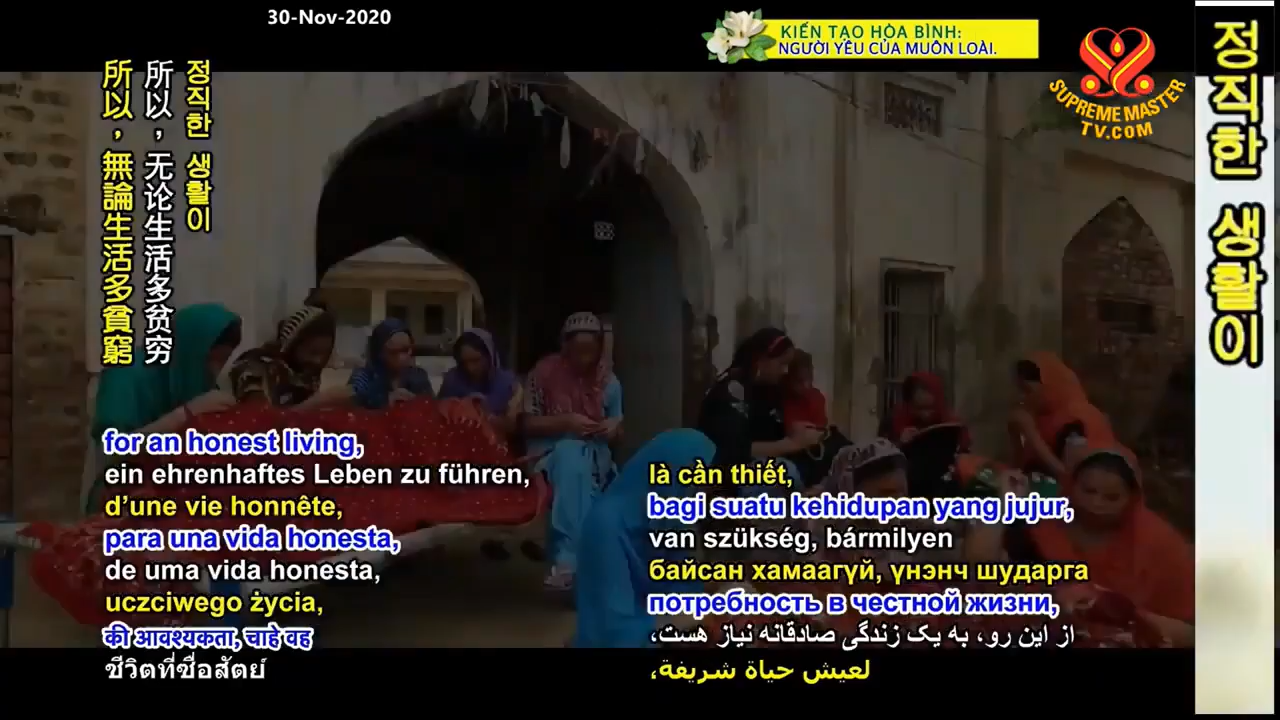 30-Nov-2020
KIẾN TẠO HÒA BÌNH:
NGƯỜI YÊU CỦA MUÔN LOÀI.
SUPREME MASTER
TV.COM
정직한 생활이
정직한 생활이
所以，无论生活多贫穷
所以，無論生活多貧窮
for an honest living,
ein ehrenhaftes Leben zu führen,
d’une vie honnête,
para una vida honesta,
de uma vida honesta,
uczciwego życia,
की आवश्यकता, चाहे वह
ชีวิตที่ซื่อสัตย์
là cần thiết,
bagi suatu kehidupan yang jujur,
van szükség, bármilyen
байсан хамаагүй, үнэнч шударга
потребность в честной жизни,
از این رو، به یک زندگی صادقانه نیاز هست،
لعيش حياة شريفة،